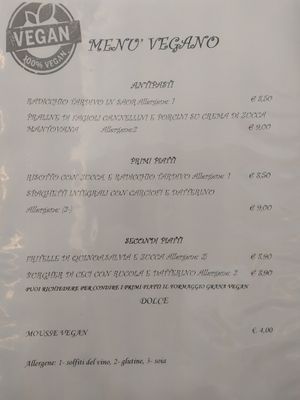 VEGAN
100% VEGAN
MENU' VEGANO
ANTIPASTI
RADICCHIO TARDIVO IN SAOR Allergene: 1 € 8,50
PRALINE DI FAGIOLI CANNELLINI E PORCINI SU CREMA DI ZUCCA
MANTOVANA Allergene:2 € 9,00
PRIMI PIATTI
RISOTTO CON ZUCCA E RADICCHIO TARDIVO Allergene: 1 € 8,50
SPAGHETTI INTEGRALI CON CARCIOFI E DATTERINO
Allergene: (2-) € 9,00
SECONDI PIATTI
FRITELLE DI QUINOA,SALVIA E ZUCCA Allergene: € 8,90
BURGHER DI CECI CON RUCOLA E DATTERINO Allergene: 2 € 8,90
PUOI RICHIEDERE PER CONDIRE I PRIMI PIATTI IL FORMAGGIO GRANA VEGAN
DOLCE
MOUSSE VEGAN €. 4,00
Allergene: 1- solfiti del vino, 2- glutine, 3- soia